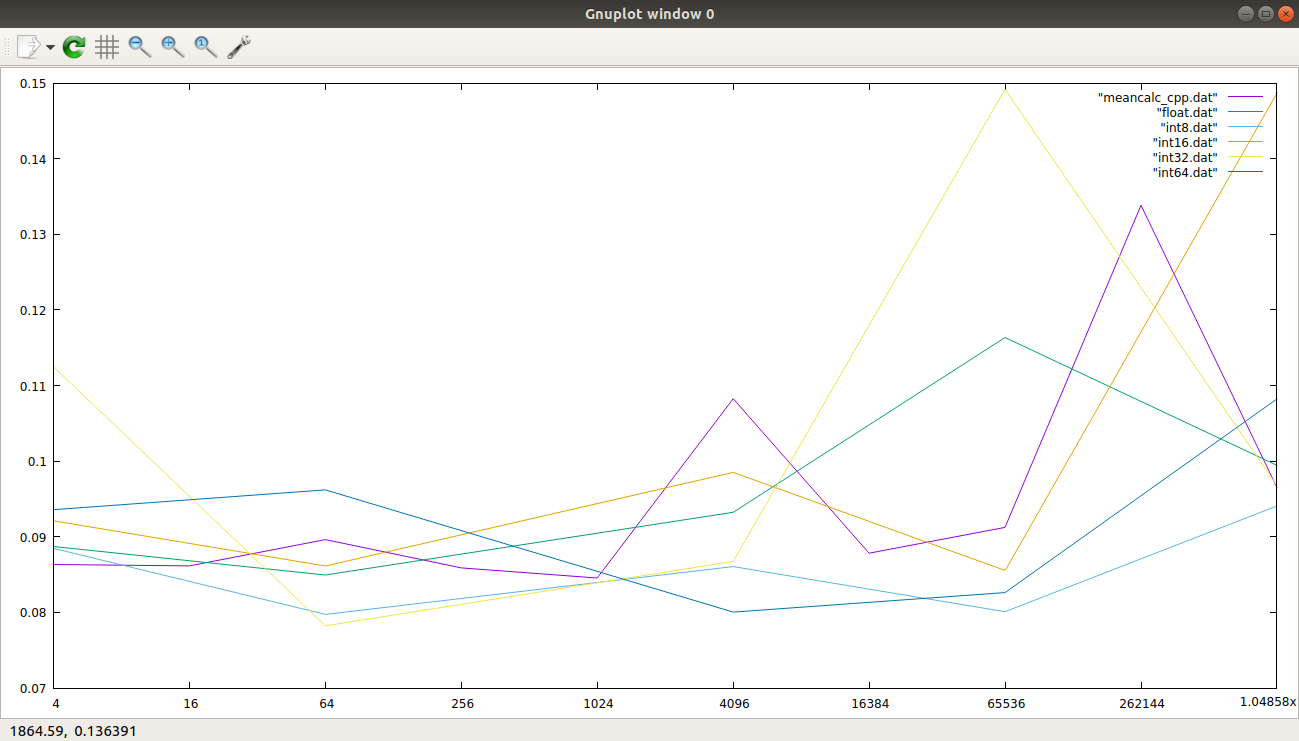 Gnuplot window 0
0.15
0.14
0.13
0.12
0.11
0.1
0.09
0.08
0.07
"meancalc_cpp.dat"
"float.dat"
"int8.dat"
"int16.dat"
"int32.dat"
"int64.dat"
4 16 64 256 1024 4096 16384 65536 262144 1.04858x
1864.59, 0.136391